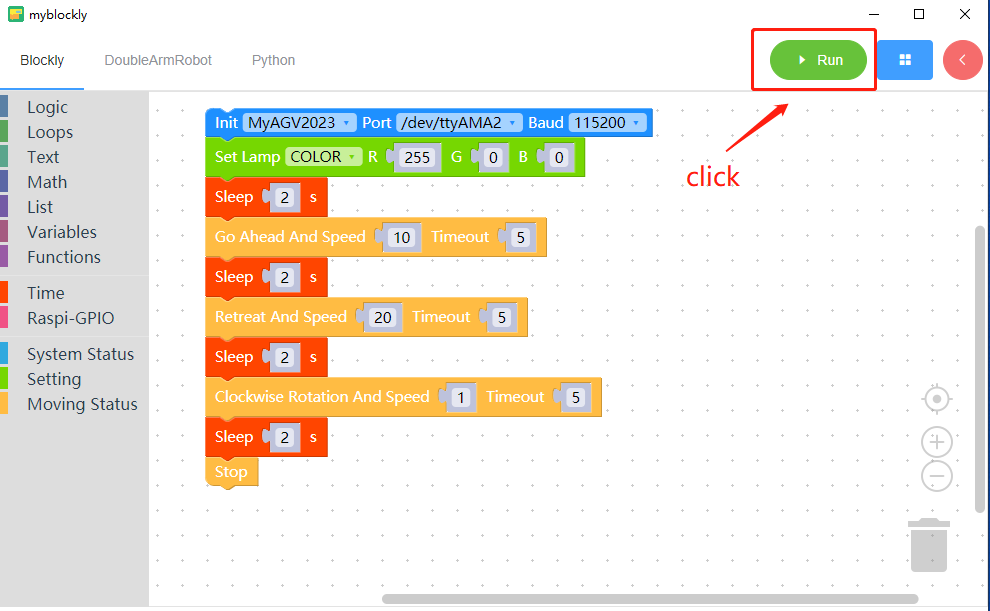 myblockly
Blockly
DoubleArmRobot
Python
Run
click
Logic
Loops
Text
Math
List
Variables
Functions
Time
Raspi-GPIO
System Status
Setting
Moving Status
Init MyAGV2023 Port /dev/ttyAMA2 Baud 115200
Set Lamp COLOR R 255 G 0 B 0
Sleep 2 s
Go Ahead And Speed 10 Timeout 5
Sleep 2 s
Retreat And Speed 20 Timeout 5
Sleep 2 s
Clockwise Rotation And Speed 1 Timeout 5
Sleep 2 s
Stop